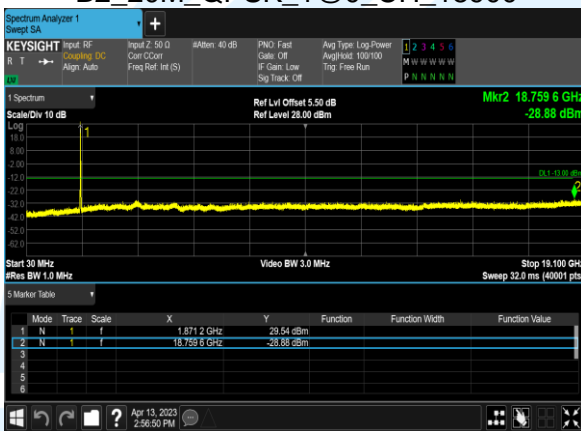 Spectrum Analyzer 1
Swept SA
+
KEYSIGHT
R T
Input: RF
Coupling: DC
Align: Auto
Input Z: 50 Ω
Corr CCorr
Freq Ref: Int (S)
#Atten: 40 dB
PNO: Fast
Gate: Off
IF Gain: Low
Sig Track: Off
Avg Type: Log-Power
Avg|Hold: 100/100
Trig: Free Run
1 2 3 4 5 6
M W W W W W
P N N N N N
1 Spectrum
Scale/Div 10 dB
Ref Lvl Offset 5.50 dB
Ref Level 28.00 dBm
Mkr2 18.759 6 GHz
-28.88 dBm
Log
18.0
8.00
-2.00
-12.0
-22.0
-32.0
-42.0
-52.0
-62.0
1
DL1 -13.00 dBm
2
Start 30 MHz
#Res BW 1.0 MHz
Video BW 3.0 MHz
Stop 19.100 GHz
Sweep 32.0 ms (40001 pts
5 Marker Table
Mode Trace Scale X Y Function Function Width Function Value
1 N 1 f 1.871 2 GHz 29.54 dBm
2 N 1 f 18.759 6 GHz -28.88 dBm
3
4
5
6
?
Apr 13, 2023
2:56:50 PM